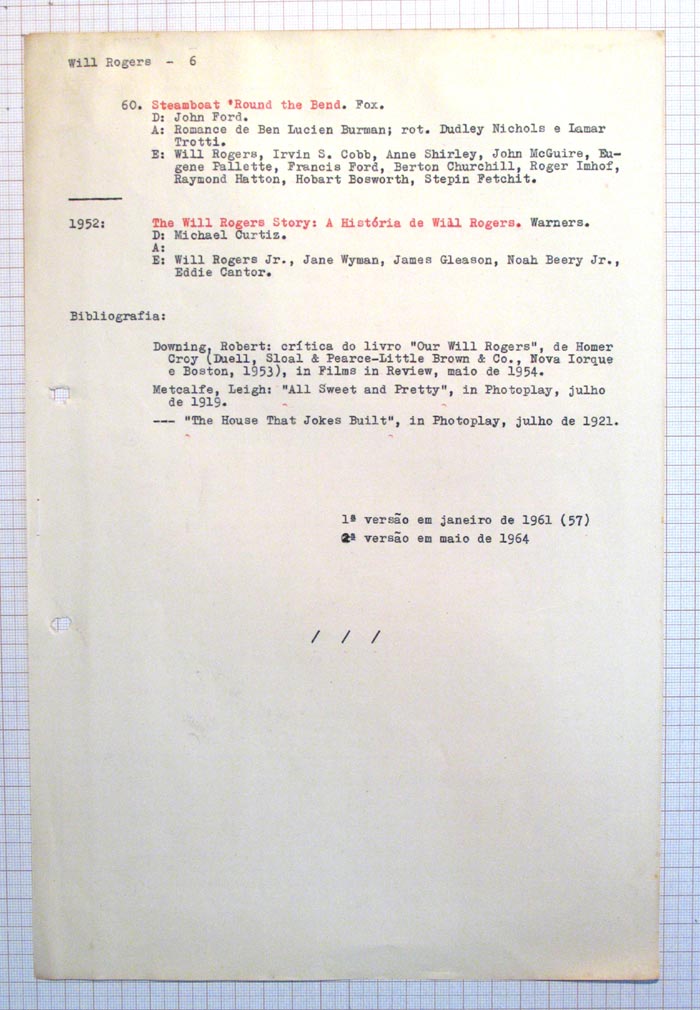 Will Rogers - 6
60. Steamboat 'Round the Bend. Fox.
D: John Ford.
A: Romance de Ben Lucien Burman; rot. Dudley Nichols e Lamar
Trotti.
E: Will Rogers, Irvin S. Cobb, Anne Shirley, John McGuire, Eu-
gene Pallette, Francis Ford, Berton Churchill, Roger Imhof,
Raymond Hatton, Hobart Bosworth, Stepin Fetchit.
1952: The Will Rogers Story: A História de Will Rogers. Warners.
D: Michael Curtiz.
A:
E: Will Rogers Jr., Jane Wyman, James Gleason, Noah Beery Jr.,
Eddie Cantor.
Bibliografia:
Downing, Robert: crítica do livro "Our Will Rogers", de Homer
Croy (Duell, Sloal & Pearce-Little Brown & Co., Nova Iorque
e Boston, 1953), in Films in Review, maio de 1954.
Metcalfe, Leigh: "All Sweet and Pretty", in Photoplay, julho
de 1919.
--- "The House That Jokes Built", in Photoplay, julho de 1921.
1ª versão em janeiro de 1961 (57)
2ª versão em maio de 1964
/ / /